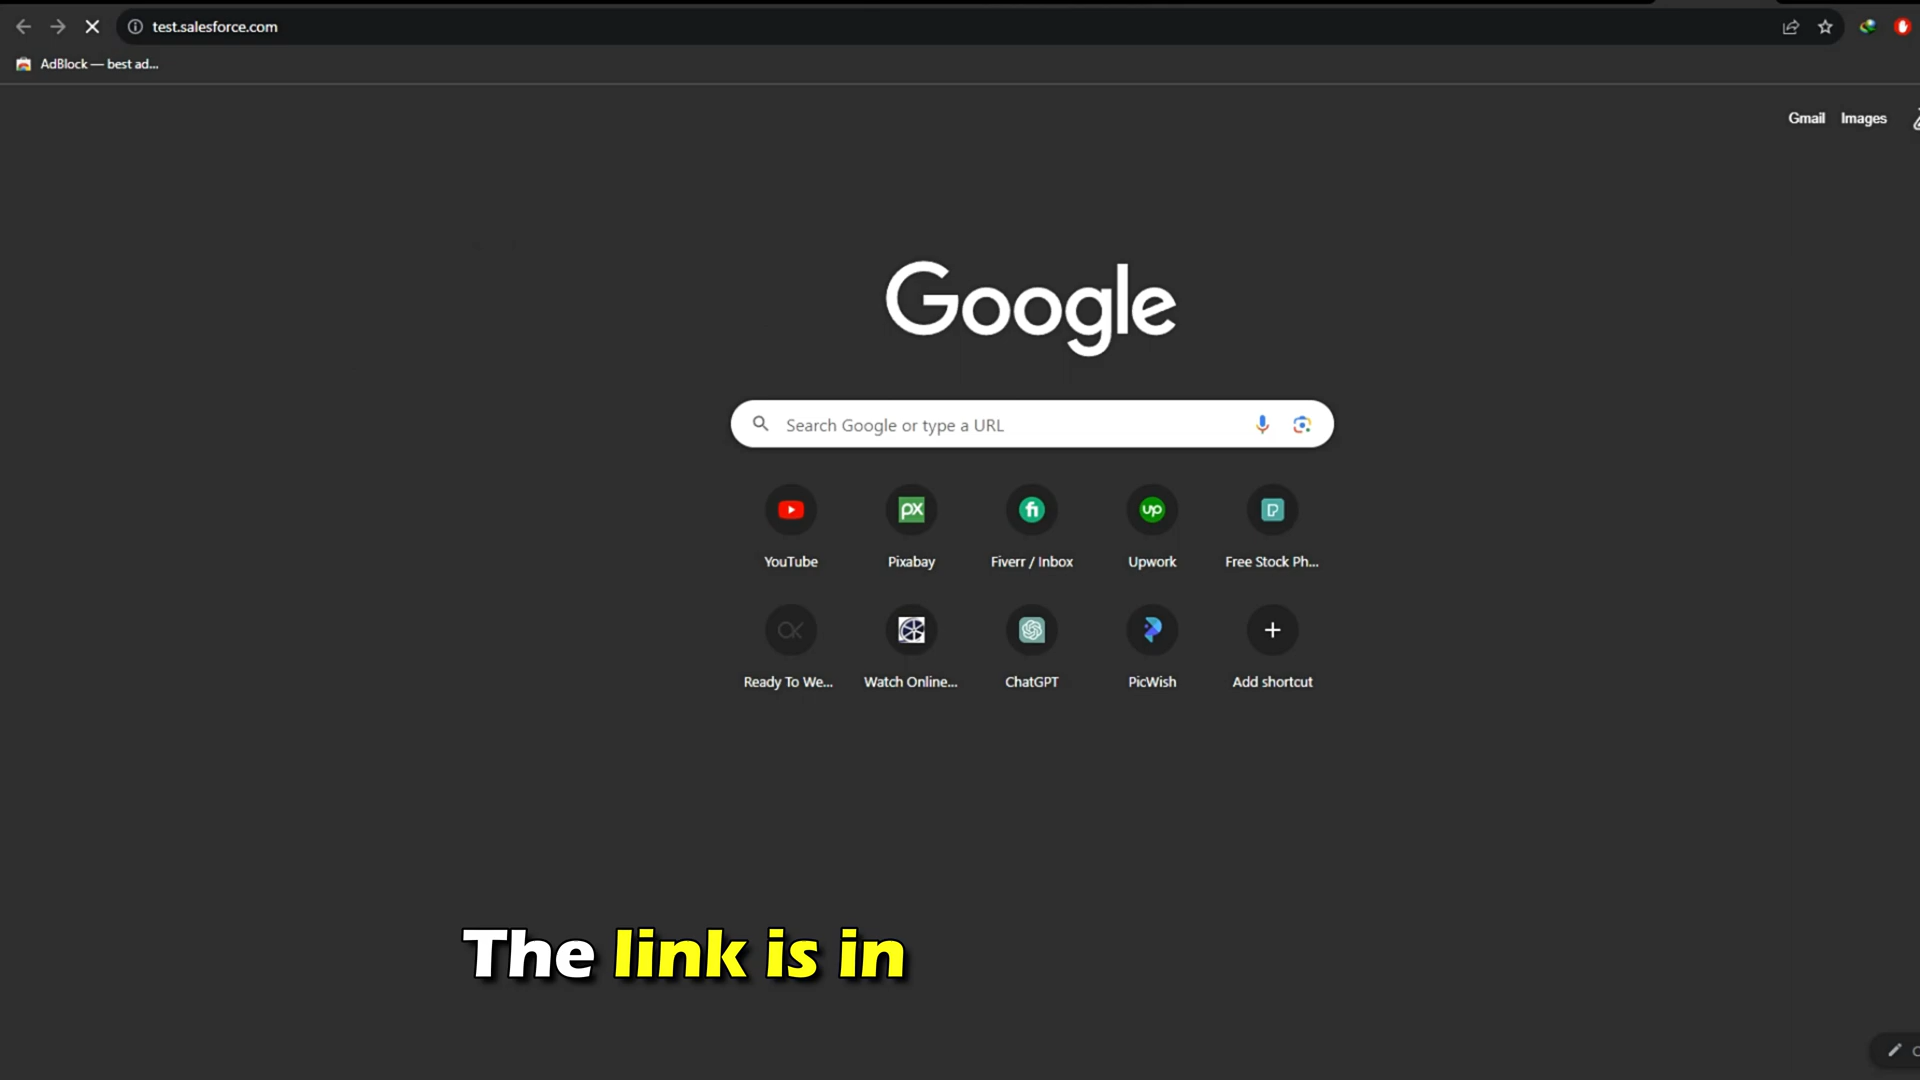 test.salesforce.com
AdBlock — best ad...
Gmail Images
Google
Search Google or type a URL
YouTube Pixabay Fiverr / Inbox Upwork Free Stock Ph...
Ready To We... Watch Online... ChatGPT PicWish Add shortcut
The link is in